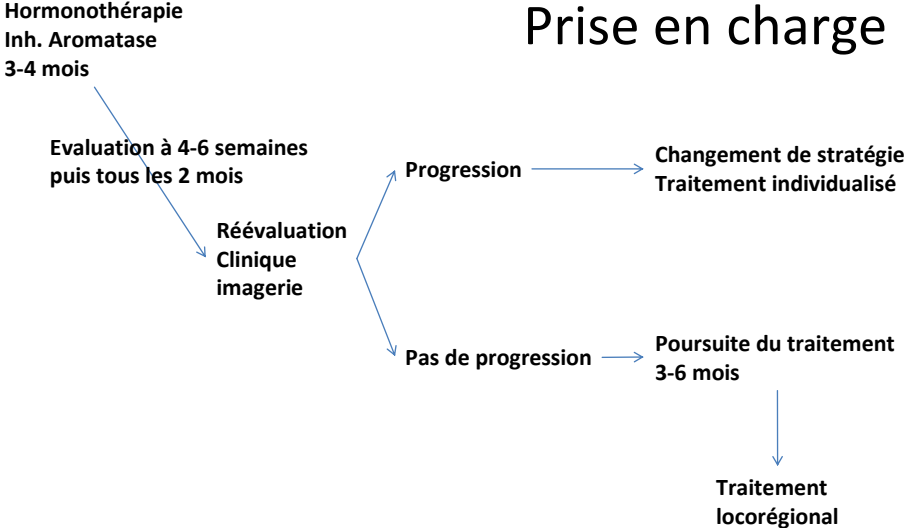 Prise en charge
Hormonothérapie
Inh. Aromatase
3-4 mois
Evaluation à 4-6 semaines
puis tous les 2 mois
Réévaluation
Clinique
imagerie
Progression
Changement de stratégie
Traitement individualisé
Pas de progression
Poursuite du traitement
3-6 mois
Traitement
locorégional